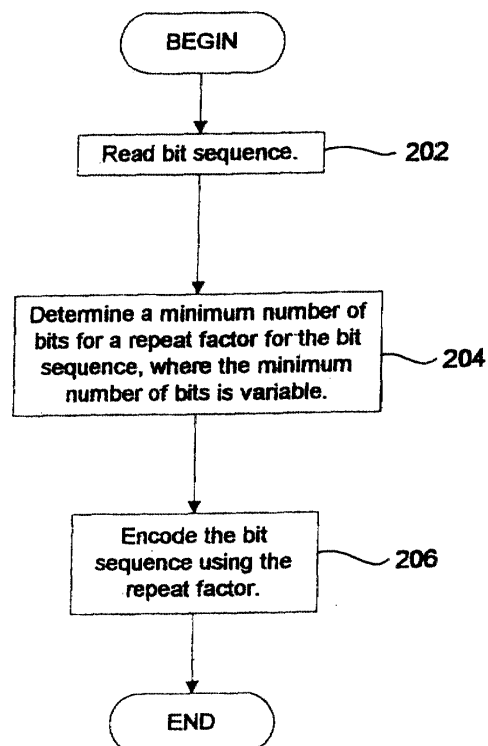 BEGIN
Read bit sequence.
202
Determine a minimum number of
bits for a repeat factor for the bit
sequence, where the minimum
number of bits is variable.
204
Encode the bit
sequence using the
repeat factor.
206
END